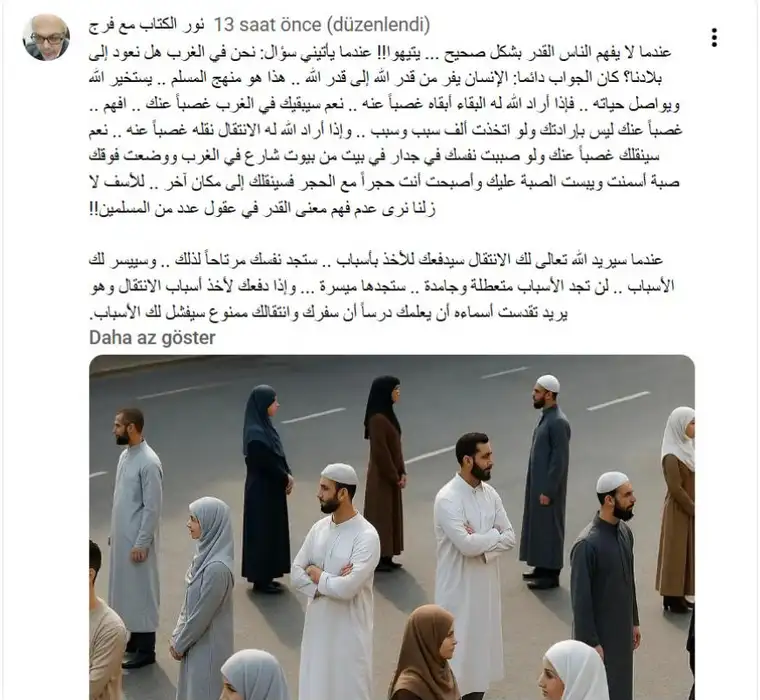 نور الكتاب مع فرج 13 saat önce (düzenlendi)
عندما لا يفهم الناس القدر بشكل صحيح ... يتيهوا!! عندما يأتيني سؤال: نحن في الغرب هل نعود إلى
بلادنا؟ كان الجواب دائما: الإنسان يفر من قدر الله إلى قدر الله .. هذا هو منهج المسلم .. يستخير الله
ويواصل حياته .. فإذا أراد الله له البقاء أبقاه غصباً عنه .. نعم سيبقيك في الغرب غصباً عنك .. افهم ..
غصباً عنك ليس بإرادتك ولو اتخذت ألف سبب وسبب .. وإذا أراد الله له الانتقال نقله غصباً عنه .. نعم
سينقلك غصباً عنك ولو صببت نفسك في جدار في بيت من بيوت شارع في الغرب ووضعت فوقك
صبة أسمنت ويبست الصبة عليك وأصبحت أنت حجراً مع الحجر فسينقلك إلى مكان آخر .. للأسف لا
زلنا نرى عدم فهم معنى القدر في عقول عدد من المسلمين!!
عندما سيريد الله تعالى لك الانتقال سيدفعك للأخذ بأسباب .. ستجد نفسك مرتاحاً لذلك .. وسييسر لك
الأسباب .. لن تجد الأسباب متعطلة وجامدة .. ستجدها ميسرة ... وإذا دفعك لأخذ أسباب الانتقال وهو
يريد تقدست أسماءه أن يعلمك درساً أن سفرك وانتقالك ممنوع سيفشل لك الأسباب.
Daha az göster